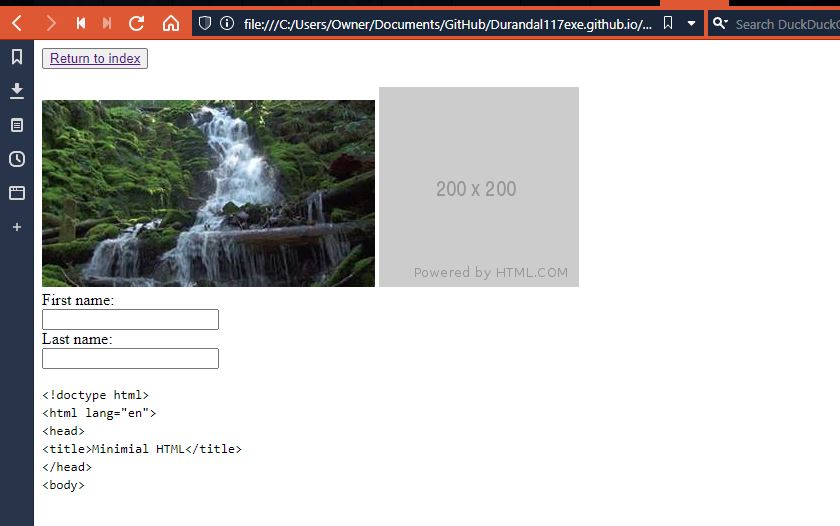 file:///C:/Users/Owner/Documents/GitHub/Durandal117exe.github.io/...
Search DuckDuckG
Return to index
200 x 200
Powered by HTML.COM
First name:
Last name:
<!doctype html>
<html lang="en">
<head>
<title>Minimial HTML</title>
</head>
<body>